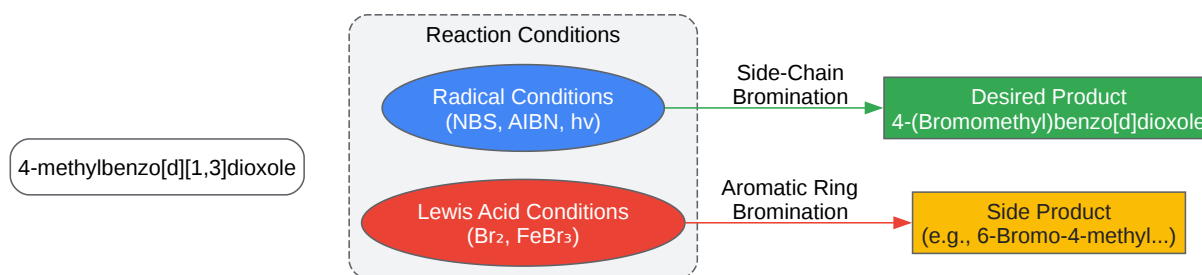 Reaction Conditions
4-methylbenzo[d][1,3]dioxole
Radical Conditions
(NBS, AIBN, hv)
Side-Chain
Bromination
Desired Product
4-(Bromomethyl)benzo[d]dioxole
Lewis Acid Conditions
(Br₂, FeBr₃)
Aromatic Ring
Bromination
Side Product
(e.g., 6-Bromo-4-methyl...)